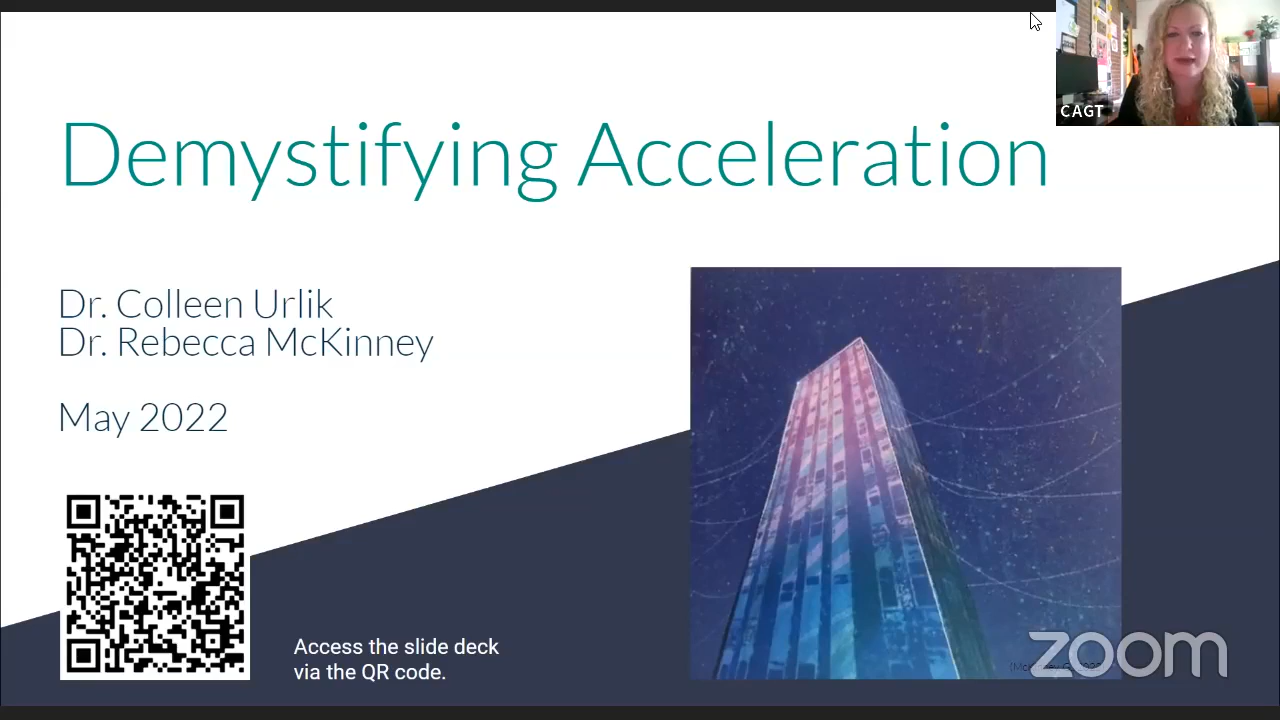 CAGT
Demystifying Acceleration
Dr. Colleen Urlik
Dr. Rebecca McKinney
May 2022
Access the slide deck
via the QR code.
zoom